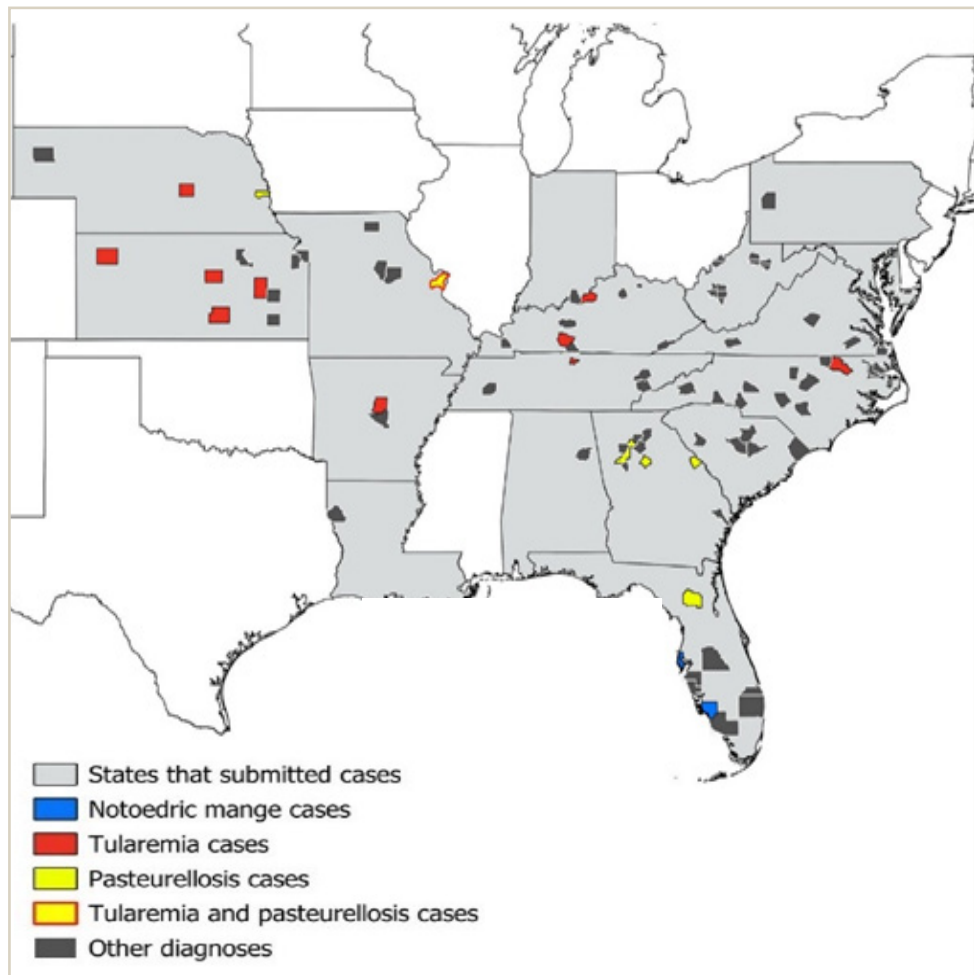 States that submitted cases
Notoedric mange cases
Tularemia cases
Pasteurellosis cases
Tularemia and pasteurellosis cases
Other diagnoses